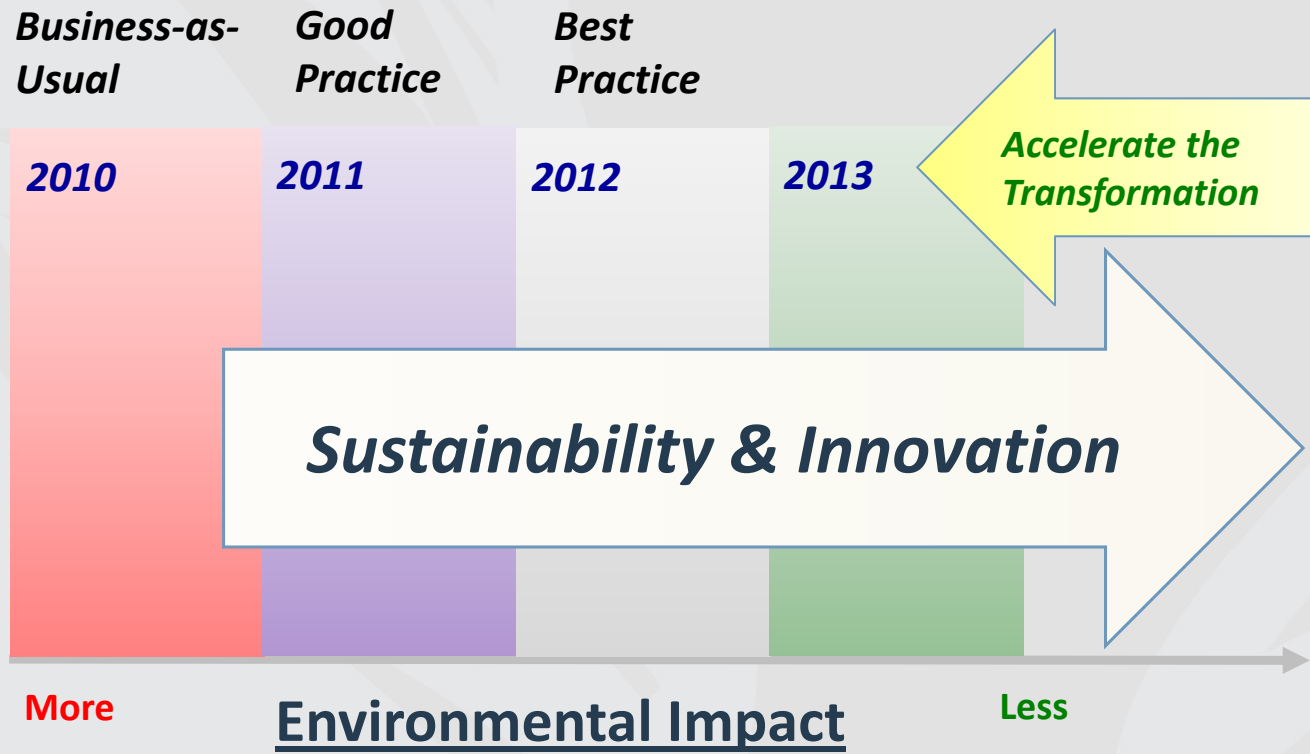 Business-as-
Usual
Good
Practice
Best
Practice
2010
2011
2012
2013
Accelerate the
Transformation
Sustainability & Innovation
More
Environmental Impact
Less